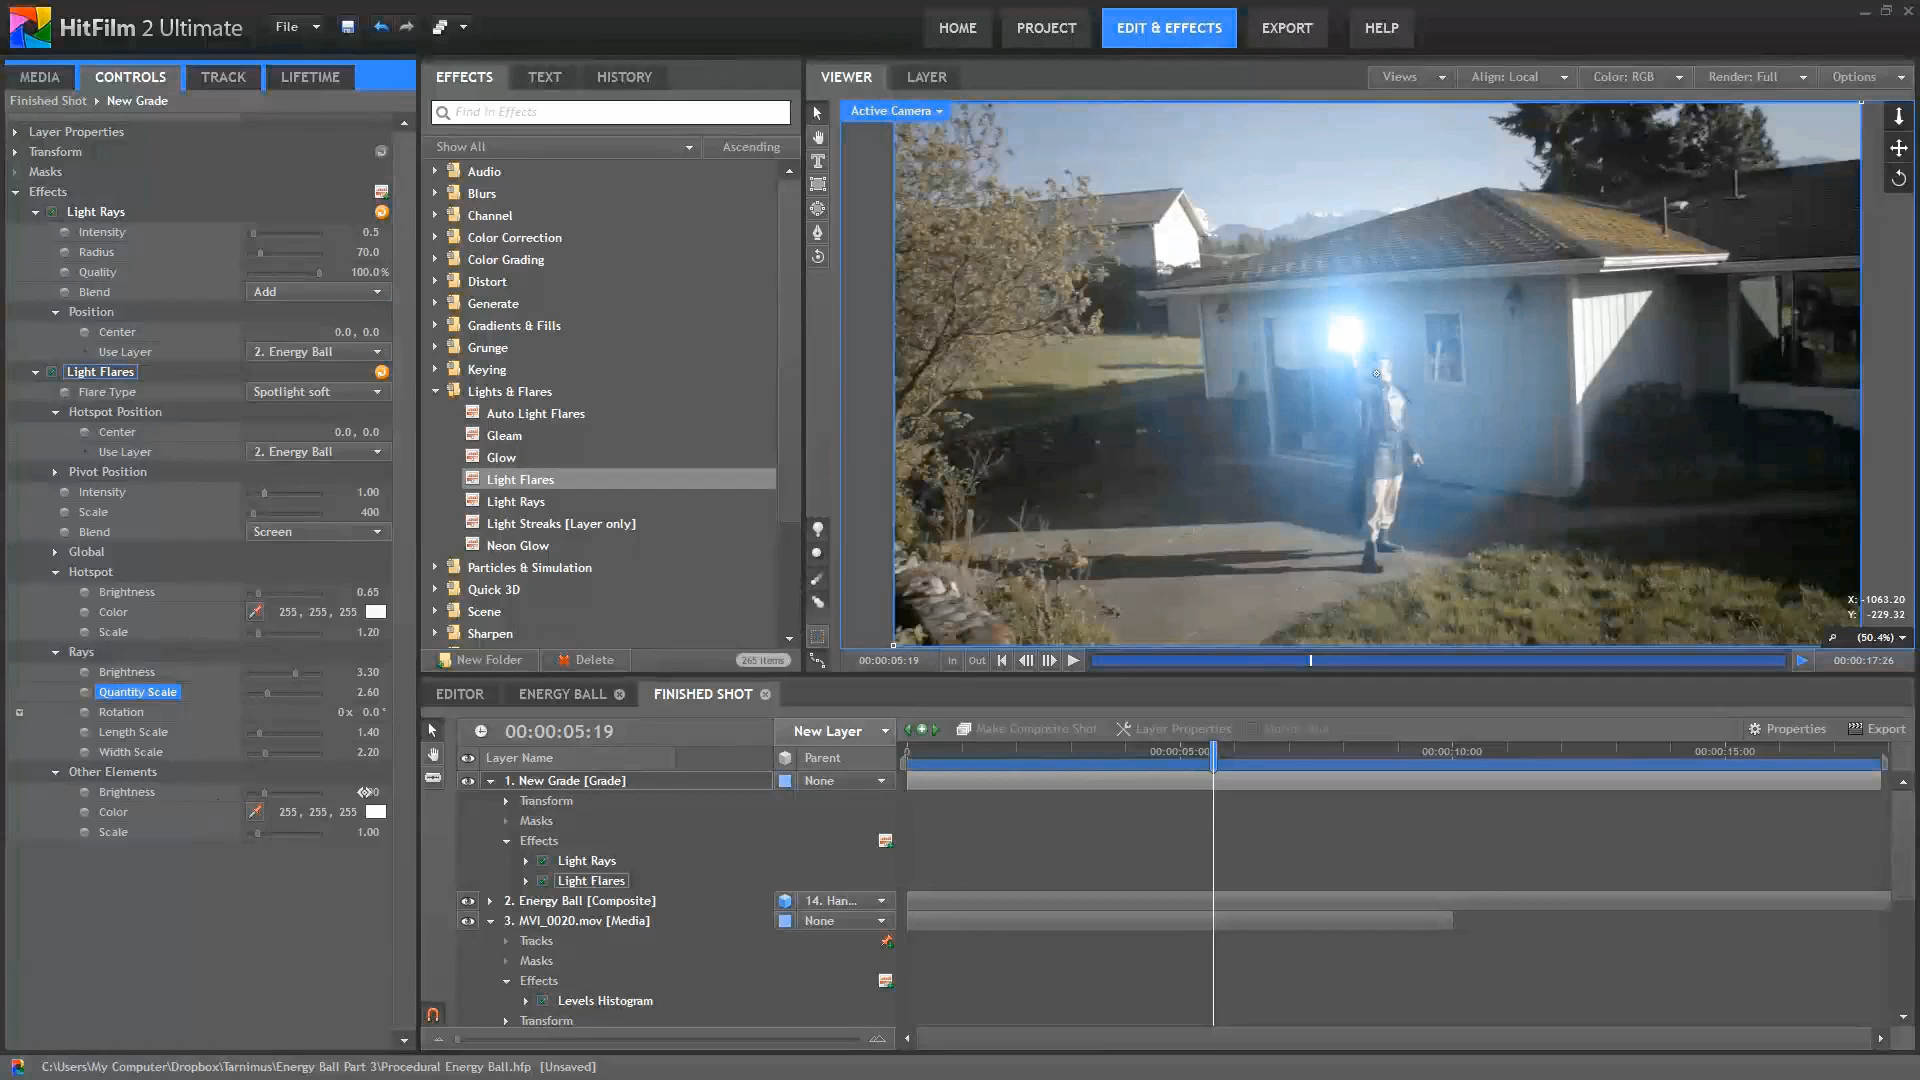 HitFilm 2 Ultimate
File
HOME
PROJECT
EDIT & EFFECTS
EXPORT
HELP
MEDIA
CONTROLS
TRACK
LIFETIME
Finished Shot
New Grade
Layer Properties
Transform
Masks
Effects
Light Rays
Intensity 0.5
Radius 70.0
Quality 100.0%
Blend Add
Position
Center 0.0, 0.0
Use Layer 2. Energy Ball
Light Flares
Flare Type Spotlight soft
Hotspot Position
Center 0.0, 0.0
Use Layer 2. Energy Ball
Pivot Position
Intensity 1.00
Scale 400
Blend Screen
Global
Hotspot
Brightness 0.65
Color 255, 255, 255
Scale 1.20
Rays
Brightness 3.30
Quantity Scale 2.60
Rotation 0x 0.0°
Length Scale 1.40
Width Scale 2.20
Other Elements
Brightness
Color 255, 255, 255
Scale 1.00
EFFECTS
TEXT
HISTORY
Find In Effects
Show All
Ascending
Audio
Blurs
Channel
Color Correction
Color Grading
Distort
Generate
Gradients & Fills
Grunge
Keying
Lights & Flares
Auto Light Flares
Gleam
Glow
Light Flares
Light Rays
Light Streaks [Layer only]
Neon Glow
Particles & Simulation
Quick 3D
Scene
Sharpen
New Folder
Delete
265 items
VIEWER
LAYER
Views
Align: Local
Color: RGB
Render: Full
Options
Active Camera
X: -1063.20
Y: -229.32
(50.4%)
00:00:05:19
In
Out
00:00:17:26
EDITOR
ENERGY BALL
FINISHED SHOT
00:00:05:19
New Layer
Make Composite Shot
Layer Properties
Motion Blur
Properties
Export
Layer Name
Parent
0
00:00:05:00
00:00:10:00
00:00:15:00
1. New Grade [Grade] None
Transform
Masks
Effects
Light Rays
Light Flares
2. Energy Ball [Composite] 14. Han...
3. MVI_0020.mov [Media] None
Tracks
Masks
Effects
Levels Histogram
Transform
C:\Users\My Computer\Dropbox\Tarnimus\Energy Ball Part 3\Procedural Energy Ball.hfp [Unsaved]